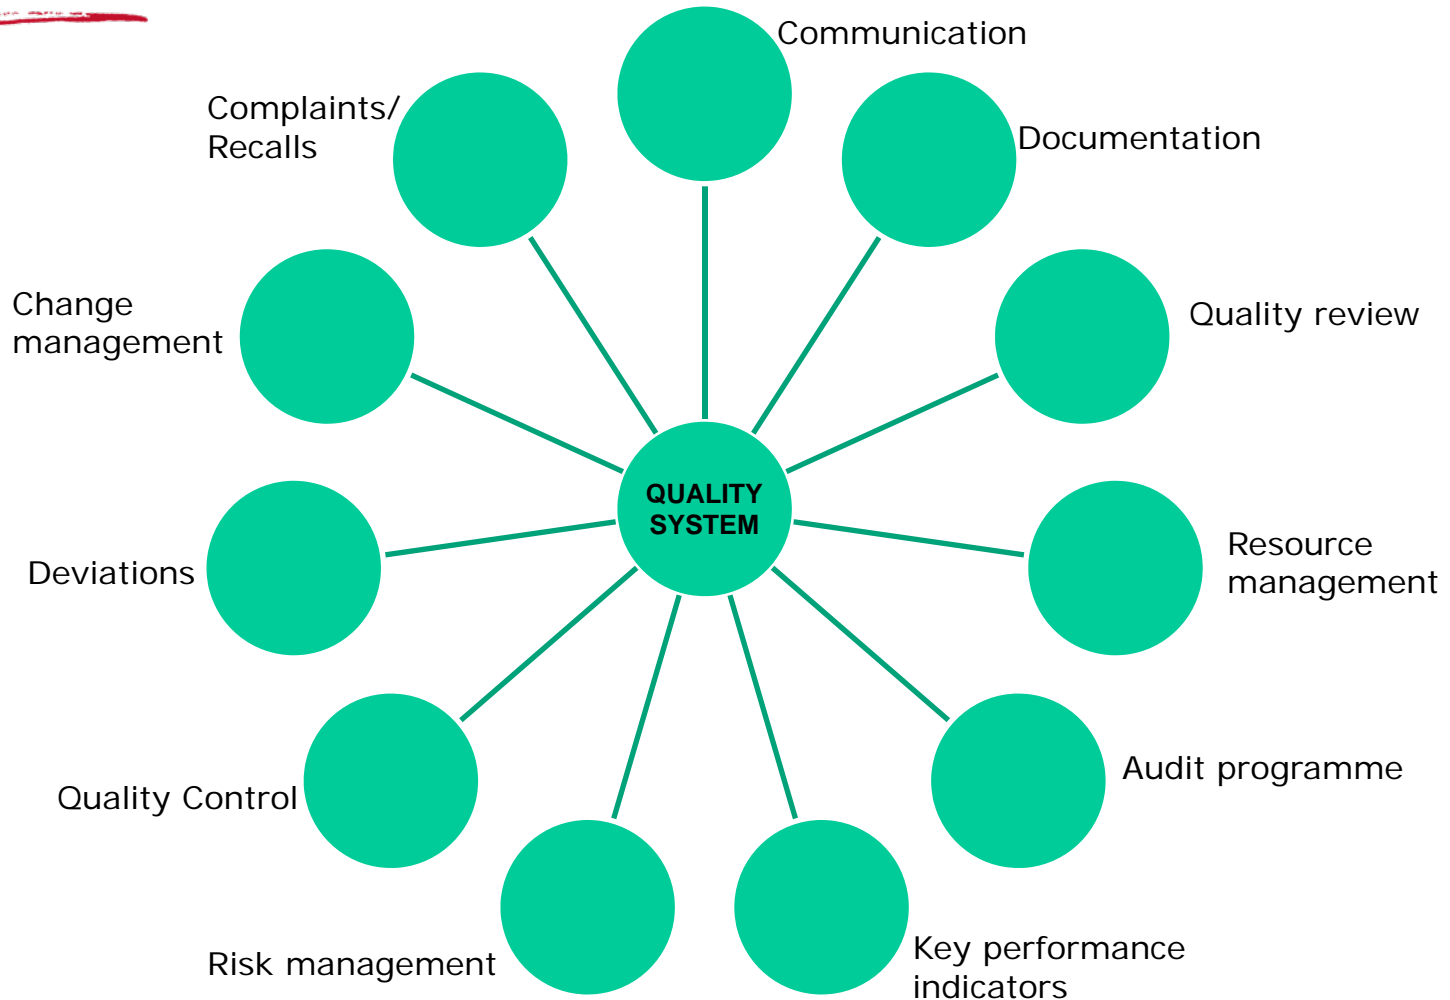 Communication
Complaints/
Recalls
Documentation
Change
management
Quality review
QUALITY
SYSTEM
Resource
management
Deviations
Audit programme
Quality Control
Risk management
Key performance
indicators